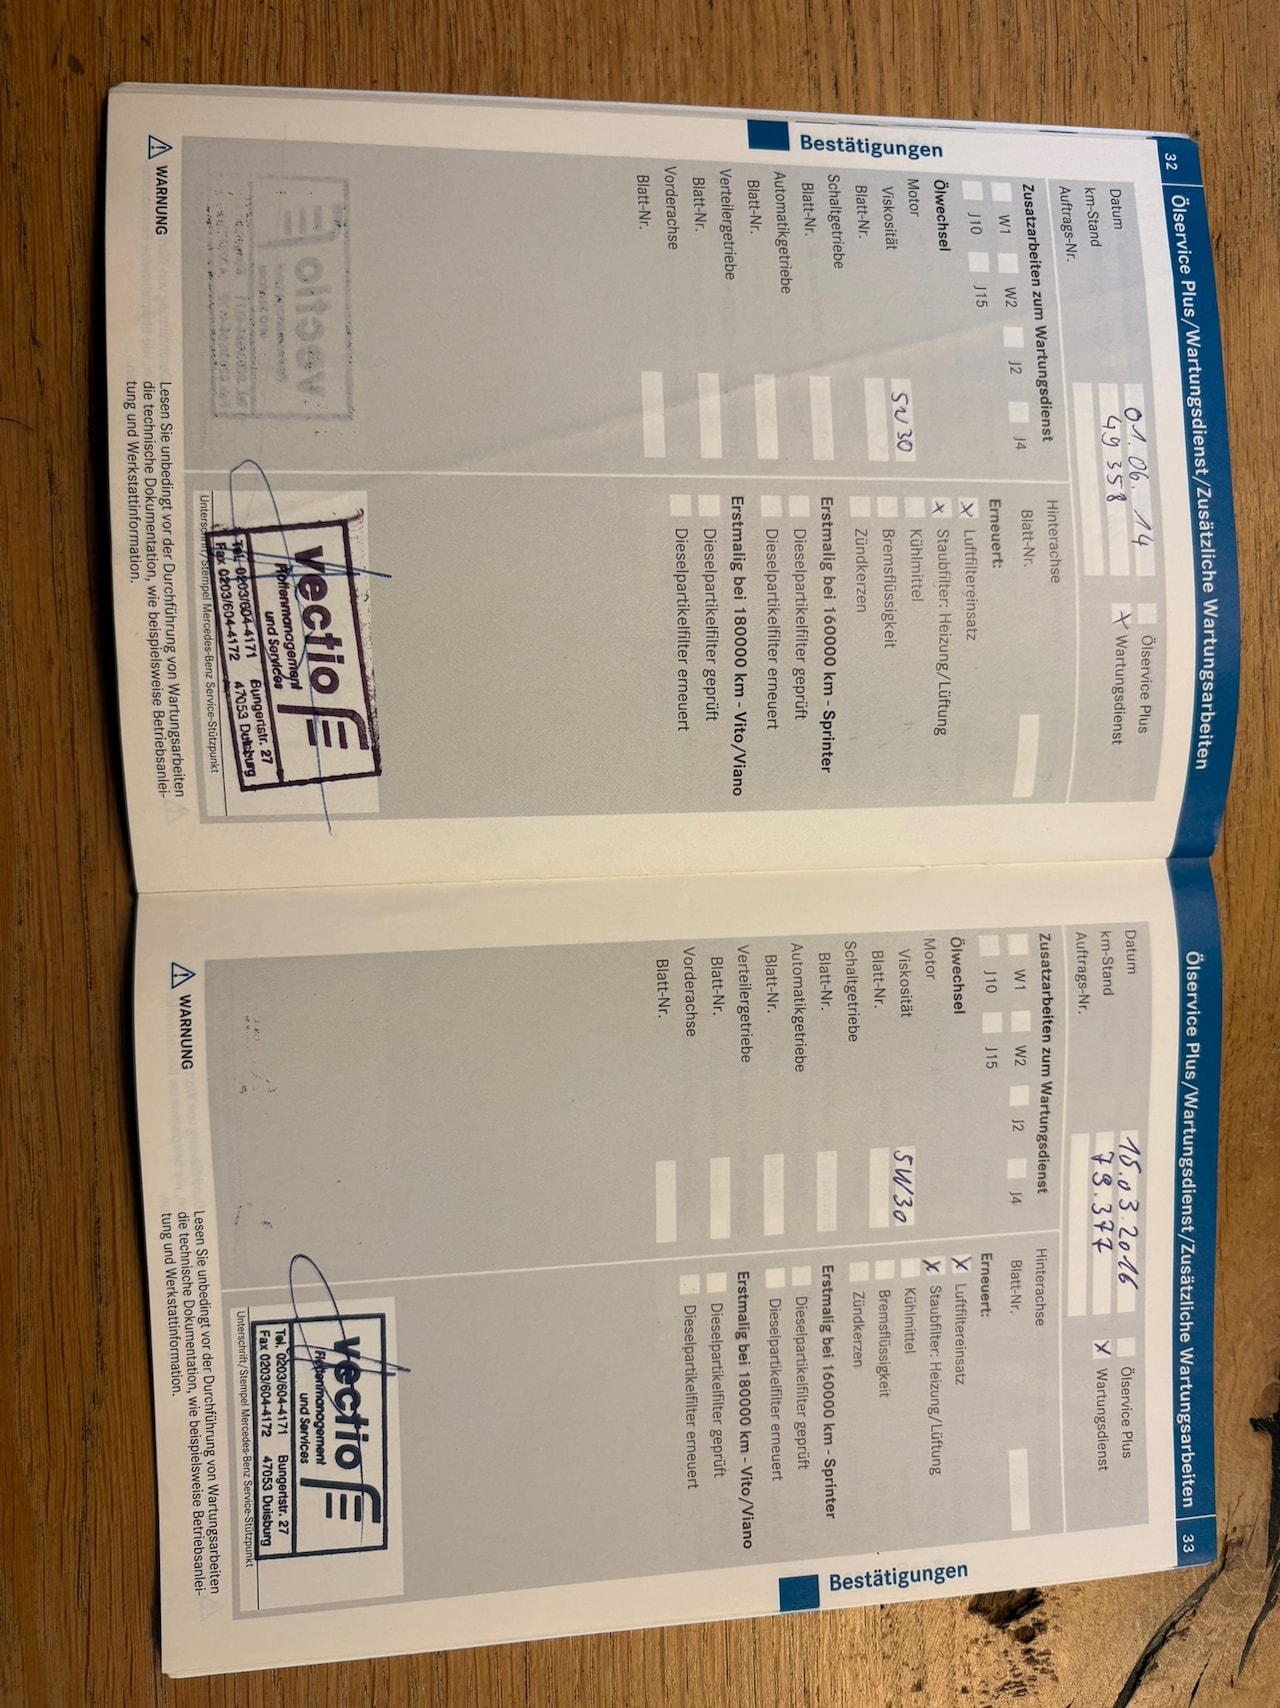 32 Ölservice Plus/Wartungsdienst/Zusätzliche Wartungsarbeiten
Bestätigungen
Datum 01.06.14
km-Stand 49 358
Auftrags-Nr.
Ölservice Plus
x Wartungsdienst
Zusatzarbeiten zum Wartungsdienst
W1 W2 J2 J4
J10 J15
Ölwechsel
Motor
Viskosität 5W30
Blatt-Nr.
Schaltgetriebe
Blatt-Nr.
Automatikgetriebe
Blatt-Nr.
Verteilergetriebe
Blatt-Nr.
Vorderachse
Blatt-Nr.
Hinterachse
Blatt-Nr.
Erneuert:
x Luftfiltereinsatz
x Staubfilter: Heizung/Lüftung
Kühlmittel
Bremsflüssigkeit
Zündkerzen
Erstmalig bei 160000 km - Sprinter
Dieselpartikelfilter geprüft
Dieselpartikelfilter erneuert
Erstmalig bei 180000 km - Vito/Viano
Dieselpartikelfilter geprüft
Dieselpartikelfilter erneuert
vectio
Flottenmanagement
und Services
Tel. 0203/604-4171 Bungertstr. 27
Fax 0203/604-4172 47053 Duisburg
Unterschrift/Stempel Mercedes-Benz Service-Stützpunkt
WARNUNG
Lesen Sie unbedingt vor der Durchführung von Wartungsarbeiten
die technische Dokumentation, wie beispielsweise Betriebsanlei-
tung und Werkstattinformation.
Ölservice Plus/Wartungsdienst/Zusätzliche Wartungsarbeiten 33
Bestätigungen
Datum 15.03.2016
km-Stand 79.377
Auftrags-Nr.
Ölservice Plus
x Wartungsdienst
Zusatzarbeiten zum Wartungsdienst
W1 W2 J2 J4
J10 J15
Ölwechsel
Motor
Viskosität 5W30
Blatt-Nr.
Schaltgetriebe
Blatt-Nr.
Automatikgetriebe
Blatt-Nr.
Verteilergetriebe
Blatt-Nr.
Vorderachse
Blatt-Nr.
Hinterachse
Blatt-Nr.
Erneuert:
x Luftfiltereinsatz
x Staubfilter: Heizung/Lüftung
Kühlmittel
Bremsflüssigkeit
Zündkerzen
Erstmalig bei 160000 km - Sprinter
Dieselpartikelfilter geprüft
Dieselpartikelfilter erneuert
Erstmalig bei 180000 km - Vito/Viano
Dieselpartikelfilter geprüft
Dieselpartikelfilter erneuert
vectio
Flottenmanagement
und Services
Tel. 0203/604-4171 Bungertstr. 27
Fax 0203/604-4172 47053 Duisburg
Unterschrift/Stempel Mercedes-Benz Service-Stützpunkt
WARNUNG
Lesen Sie unbedingt vor der Durchführung von Wartungsarbeiten
die technische Dokumentation, wie beispielsweise Betriebsanlei-
tung und Werkstattinformation.